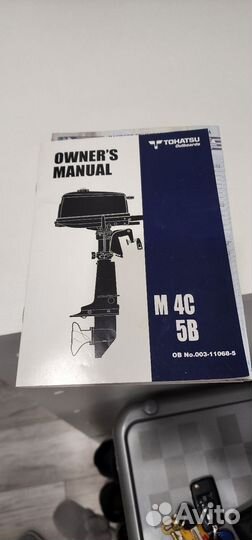 OWNER'S
MANUAL
TOHATSU
Outboards
M 4C
5B
OB No.003-11068-5
Avito